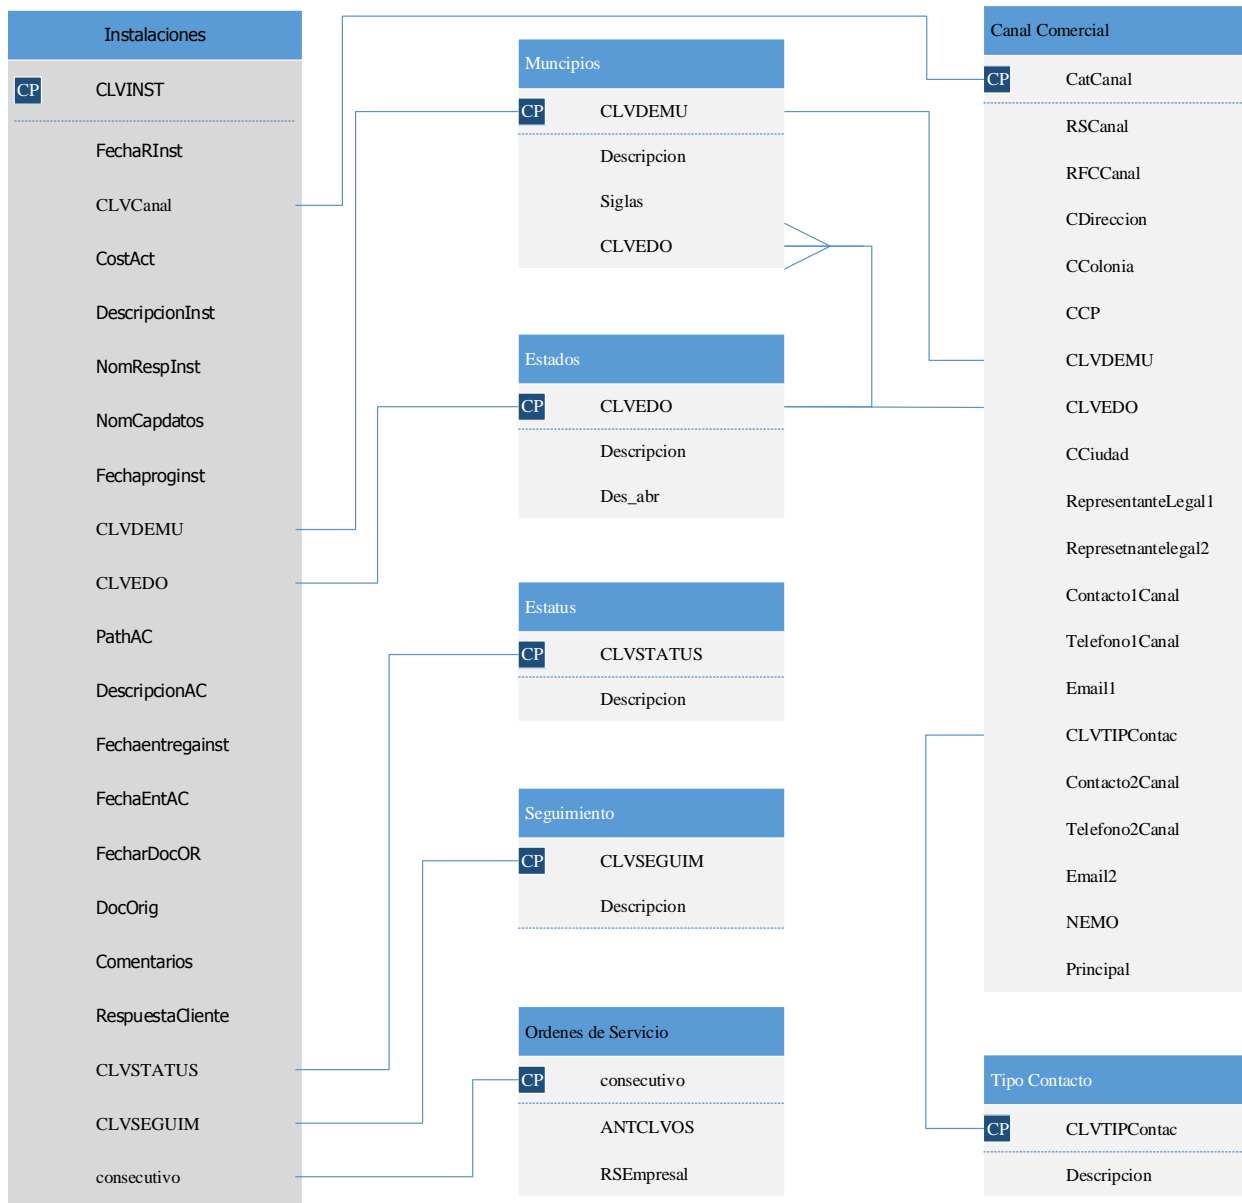 Instalaciones
CP CLVINST
FechaRInst
CLVCanal
CostAct
DescripcionInst
NomRespInst
NomCapdatos
Fechaproginst
CLVDEMU
CLVEDO
PathAC
DescripcionAC
Fechaentregainst
FechaEntAC
FecharDocOR
DocOrig
Comentarios
RespuestaCliente
CLVSTATUS
CLVSEGUIM
consecutivo
Muncipios
CP CLVDEMU
Descripcion
Siglas
CLVEDO
Estados
CP CLVEDO
Descripcion
Des_abr
Estatus
CP CLVSTATUS
Descripcion
Seguimiento
CP CLVSEGUIM
Descripcion
Ordenes de Servicio
CP consecutivo
ANTCLVOS
RSEmpresal
Canal Comercial
CP CatCanal
RSCanal
RFCCanal
CDireccion
CColonia
CCP
CLVDEMU
CLVEDO
CCiudad
RepresentanteLegal1
Represetnantelegal2
Contacto1Canal
Telefono1Canal
Email1
CLVTIPContac
Contacto2Canal
Telefono2Canal
Email2
NEMO
Principal
Tipo Contacto
CP CLVTIPContac
Descripcion